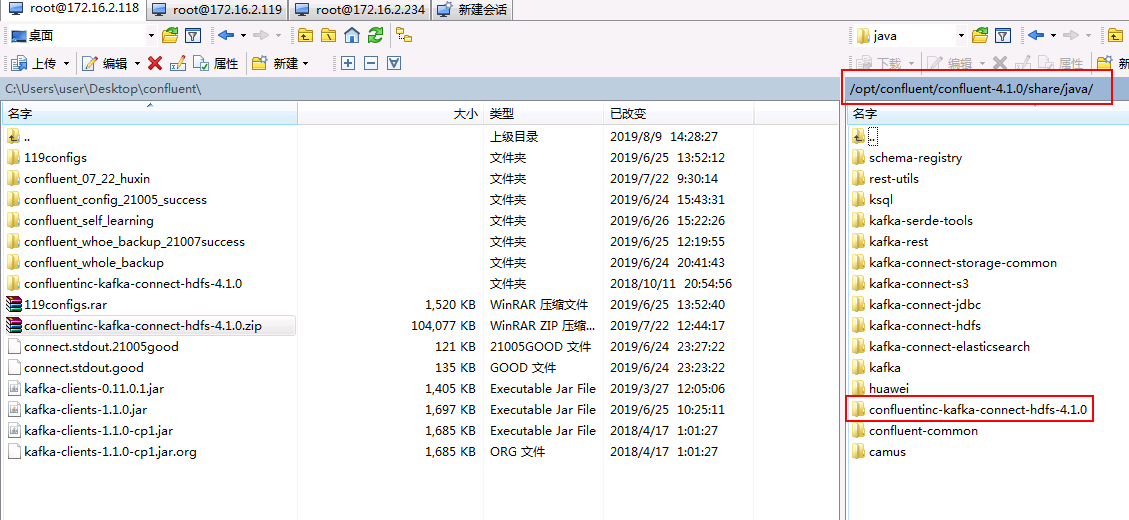 root@172.16.2.118 root@172.16.2.119 root@172.16.2.234 新建会话
桌面 java
上传 编辑 属性 新建 下载 编辑 属性 新
C:\Users\user\Desktop\confluent\ /opt/confluent/confluent-4.1.0/share/java/
名字 大小 类型 已改变 名字
.. 上级目录 2019/8/9 14:28:27 ..
119configs 文件夹 2019/6/25 13:52:12 schema-registry
confluent_07_22_huxin 文件夹 2019/7/22 9:30:14 rest-utils
confluent_config_21005_success 文件夹 2019/6/24 15:43:31 ksql
confluent_self_learning 文件夹 2019/6/26 15:22:26 kafka-serde-tools
confluent_whoe_backup_21007success 文件夹 2019/6/25 12:19:55 kafka-rest
confluent_whole_backup 文件夹 2019/6/24 20:41:43 kafka-connect-storage-common
confluentinc-kafka-connect-hdfs-4.1.0 文件夹 2018/10/11 20:54:56 kafka-connect-s3
119configs.rar 1,520 KB WinRAR 压缩文件 2019/6/25 13:52:40 kafka-connect-jdbc
confluentinc-kafka-connect-hdfs-4.1.0.zip 104,077 KB WinRAR ZIP 压缩... 2019/7/22 12:44:17 kafka-connect-hdfs
connect.stdout.21005good 121 KB 21005GOOD 文件 2019/6/24 23:27:22 kafka-connect-elasticsearch
connect.stdout.good 135 KB GOOD 文件 2019/6/24 23:23:22 kafka
kafka-clients-0.11.0.1.jar 1,405 KB Executable Jar File 2019/3/27 12:05:06 huawei
kafka-clients-1.1.0.jar 1,697 KB Executable Jar File 2019/6/25 10:25:11 confluentinc-kafka-connect-hdfs-4.1.0
kafka-clients-1.1.0-cp1.jar 1,685 KB Executable Jar File 2018/4/17 1:01:27 confluent-common
kafka-clients-1.1.0-cp1.jar.org 1,685 KB ORG 文件 2018/4/17 1:01:27 camus